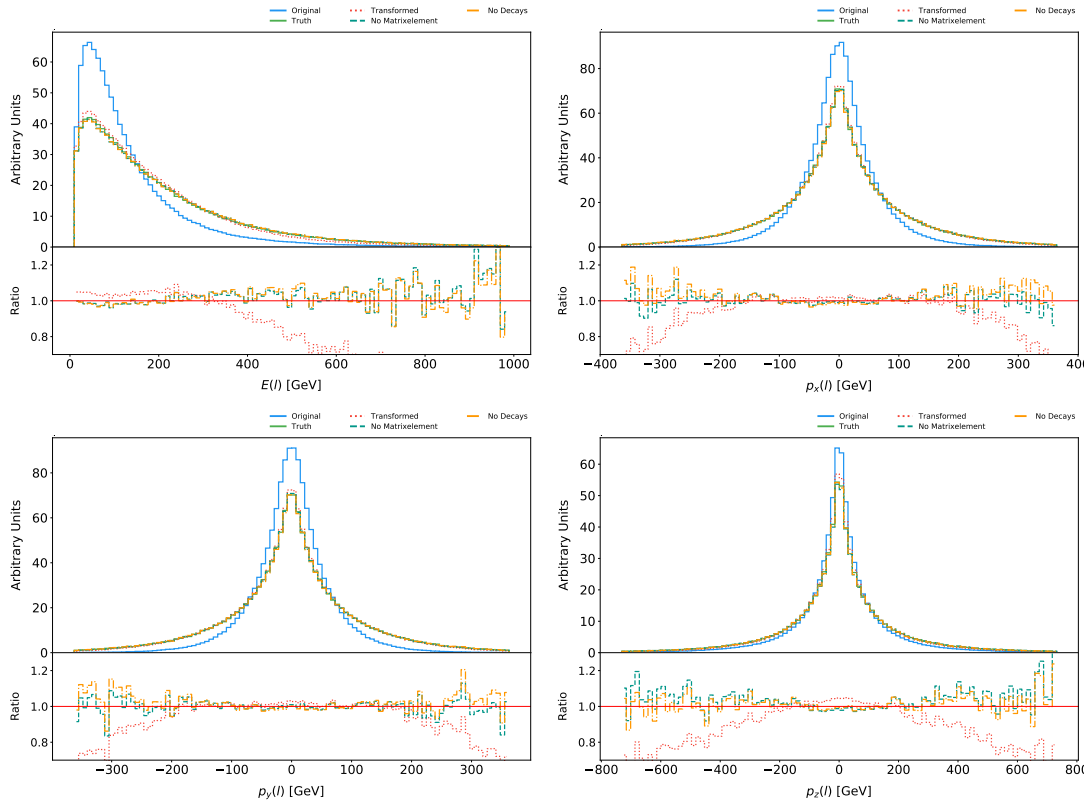 Original
Transformed
No Decays
Truth
No Matrixelement
60
50
40
30
20
10
0
Arbitrary Units
1.2
1.0
0.8
Ratio
0
200
400
600
800
1000
E(l) [GeV]
Original
Transformed
No Decays
Truth
No Matrixelement
80
60
40
20
0
Arbitrary Units
1.2
1.0
0.8
Ratio
−400
−300
−200
−100
0
100
200
300
400
p_x(l) [GeV]
Original
Transformed
No Decays
Truth
No Matrixelement
80
60
40
20
0
Arbitrary Units
1.2
1.0
0.8
Ratio
−300
−200
−100
0
100
200
300
p_y(l) [GeV]
Original
Transformed
No Decays
Truth
No Matrixelement
60
50
40
30
20
10
0
Arbitrary Units
1.2
1.0
0.8
Ratio
−800
−600
−400
−200
0
200
400
600
800
p_z(l) [GeV]